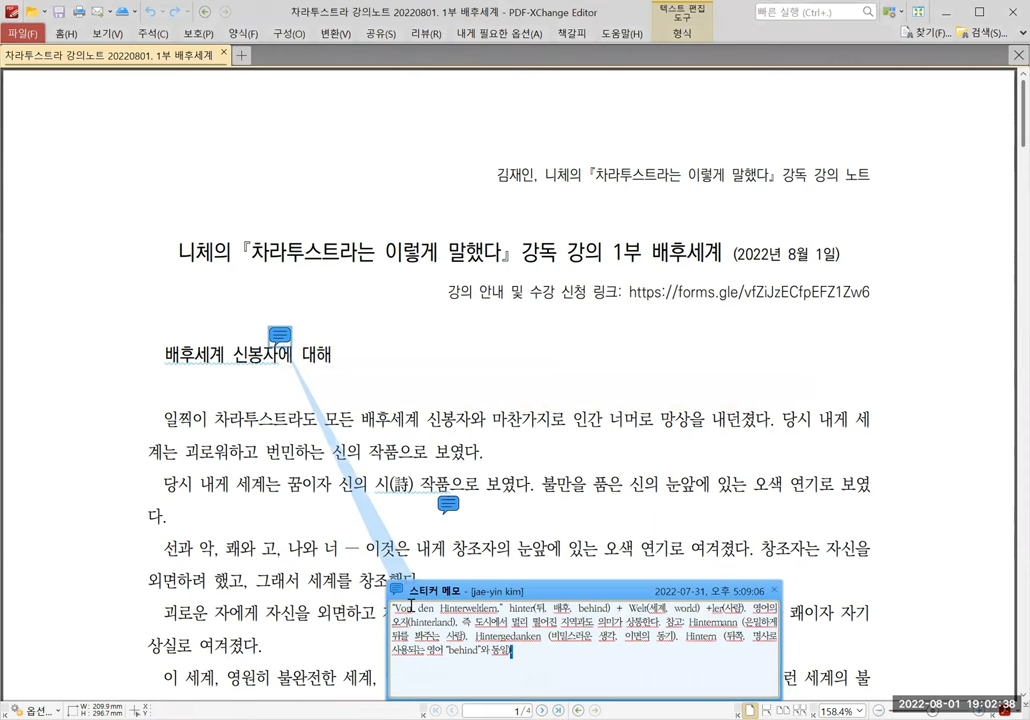 차라투스트라 강의노트 20220801. 1부 배후세계 - PDF-XChange Editor
텍스트 편집 도구
빠른 실행 (Ctrl+.)
파일(F) 홈(H) 보기(V) 주석(C) 보호(P) 양식(F) 구성(O) 변환(V) 공유(S) 리뷰(R) 내게 필요한 옵션(A) 책갈피 도움말(H) 형식 찾기(F)... 검색(S)...
차라투스트라 강의노트 20220801. 1부 배후세계
김재인, 니체의 『차라투스트라는 이렇게 말했다』 강독 강의 노트
니체의 『차라투스트라는 이렇게 말했다』 강독 강의 1부 배후세계 (2022년 8월 1일)
강의 안내 및 수강 신청 링크: https://forms.gle/vfZiJzECfpEFZ1Zw6
배후세계 신봉자에 대해
일찍이 차라투스트라도 모든 배후세계 신봉자와 마찬가지로 인간 너머로 망상을 내던졌다. 당시 내게 세
계는 괴로워하고 번민하는 신의 작품으로 보였다.
당시 내게 세계는 꿈이자 신의 시(詩) 작품으로 보였다. 불만을 품은 신의 눈앞에 있는 오색 연기로 보였
다.
선과 악, 쾌와 고, 나와 너 — 이것은 내게 창조자의 눈앞에 있는 오색 연기로 여겨졌다. 창조자는 자신을
외면하려 했고, 그래서 세계를 창조했다.
괴로운 자에게 자신을 외면하고 쾌이자 자기
상실로 여겨졌다.
이 세계, 영원히 불완전한 세계, 런 세계의 불
스티커 메모 - [jae-yin kim] 2022-07-31, 오후 5:09:06
"Von den Hinterweltlern," hinter(뒤, 배후, behind) + Welt(세계, world) +ler(사람). 영어의
오지(hinterland), 즉 도시에서 멀리 떨어진 지역과도 의미가 상통한다. 참고: Hintermann (은밀하게
뒤를 봐주는 사람). Hintergedanken (비밀스러운 생각, 이면의 동기). Hintern (뒤쪽, 명사로
사용되는 영어 "behind"와 동일).
옵션... W: 209.9mm H: 296.7mm X: Y: 1/4 158.4%
2022-08-01 19:02:38